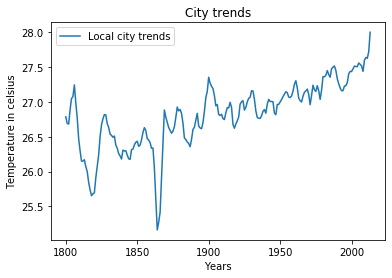 City trends
Local city trends
Temperature in celsius
28.0
27.5
27.0
26.5
26.0
25.5
1800
1850
1900
1950
2000
Years